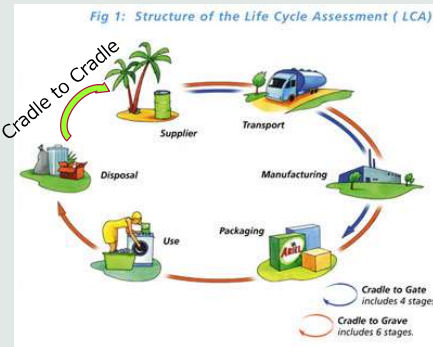 Fig 1: Structure of the Life Cycle Assessment ( LCA)
Cradle to Cradle
Supplier
Transport
Disposal
Manufacturing
Use
Packaging
ARIEL
Cradle to Gate
includes 4 stages.
Cradle to Grave
includes 6 stages.